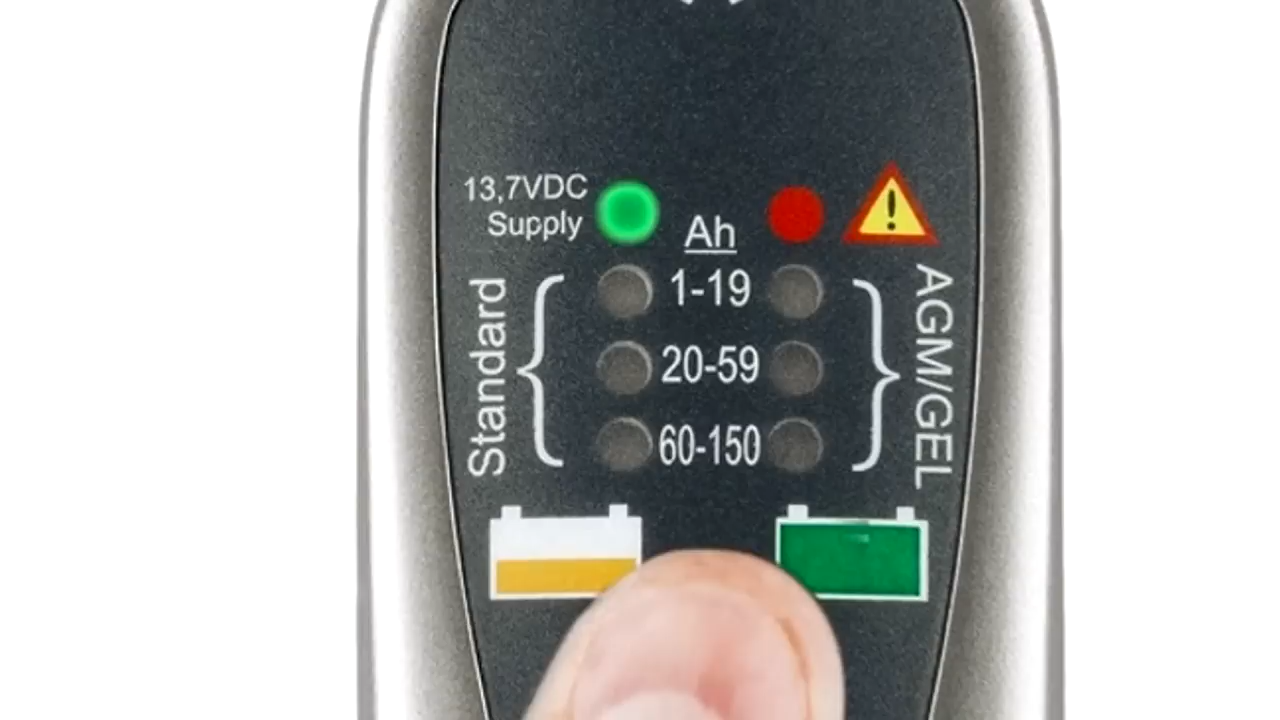 13,7VDC
Supply
Ah
1-19
20-59
60-150
Standard
AGM/GEL